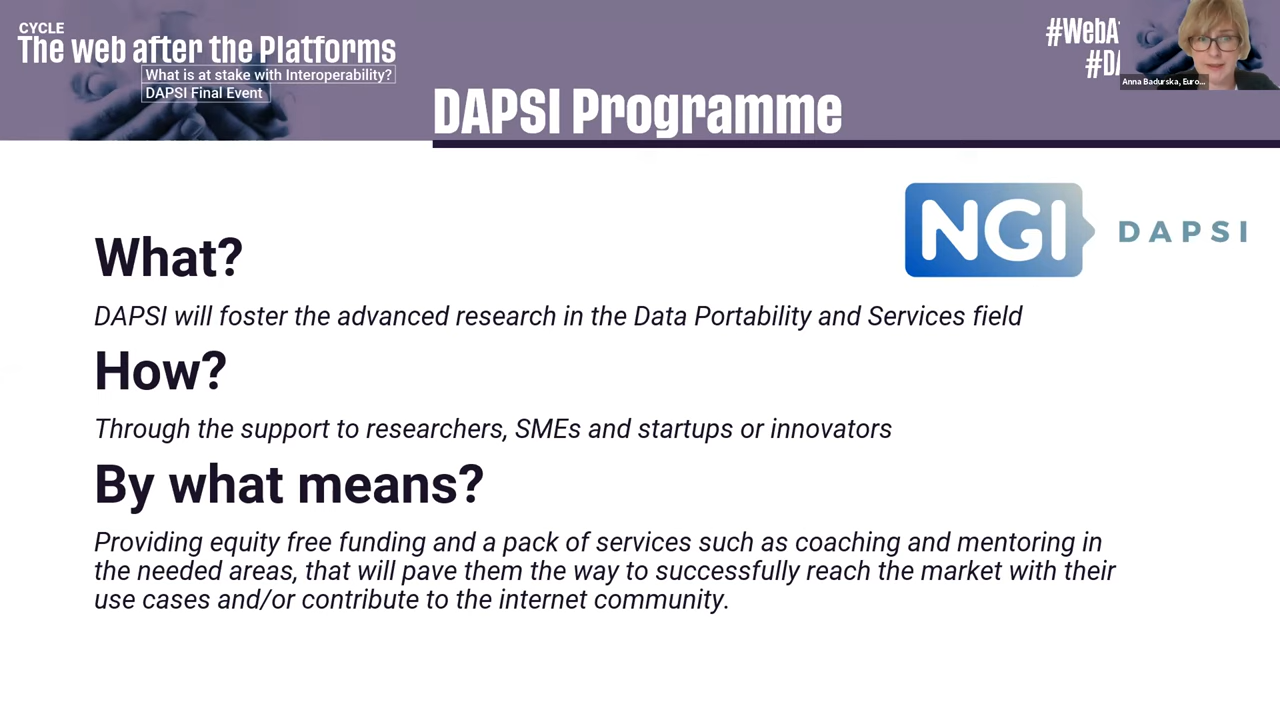 CYCLE
The web after the Platforms
What is at stake with Interoperability?
DAPSI Final Event
DAPSI Programme
Anna Badurska, Euro...
NGI DAPSI
What?
DAPSI will foster the advanced research in the Data Portability and Services field
How?
Through the support to researchers, SMEs and startups or innovators
By what means?
Providing equity free funding and a pack of services such as coaching and mentoring in
the needed areas, that will pave them the way to successfully reach the market with their
use cases and/or contribute to the internet community.